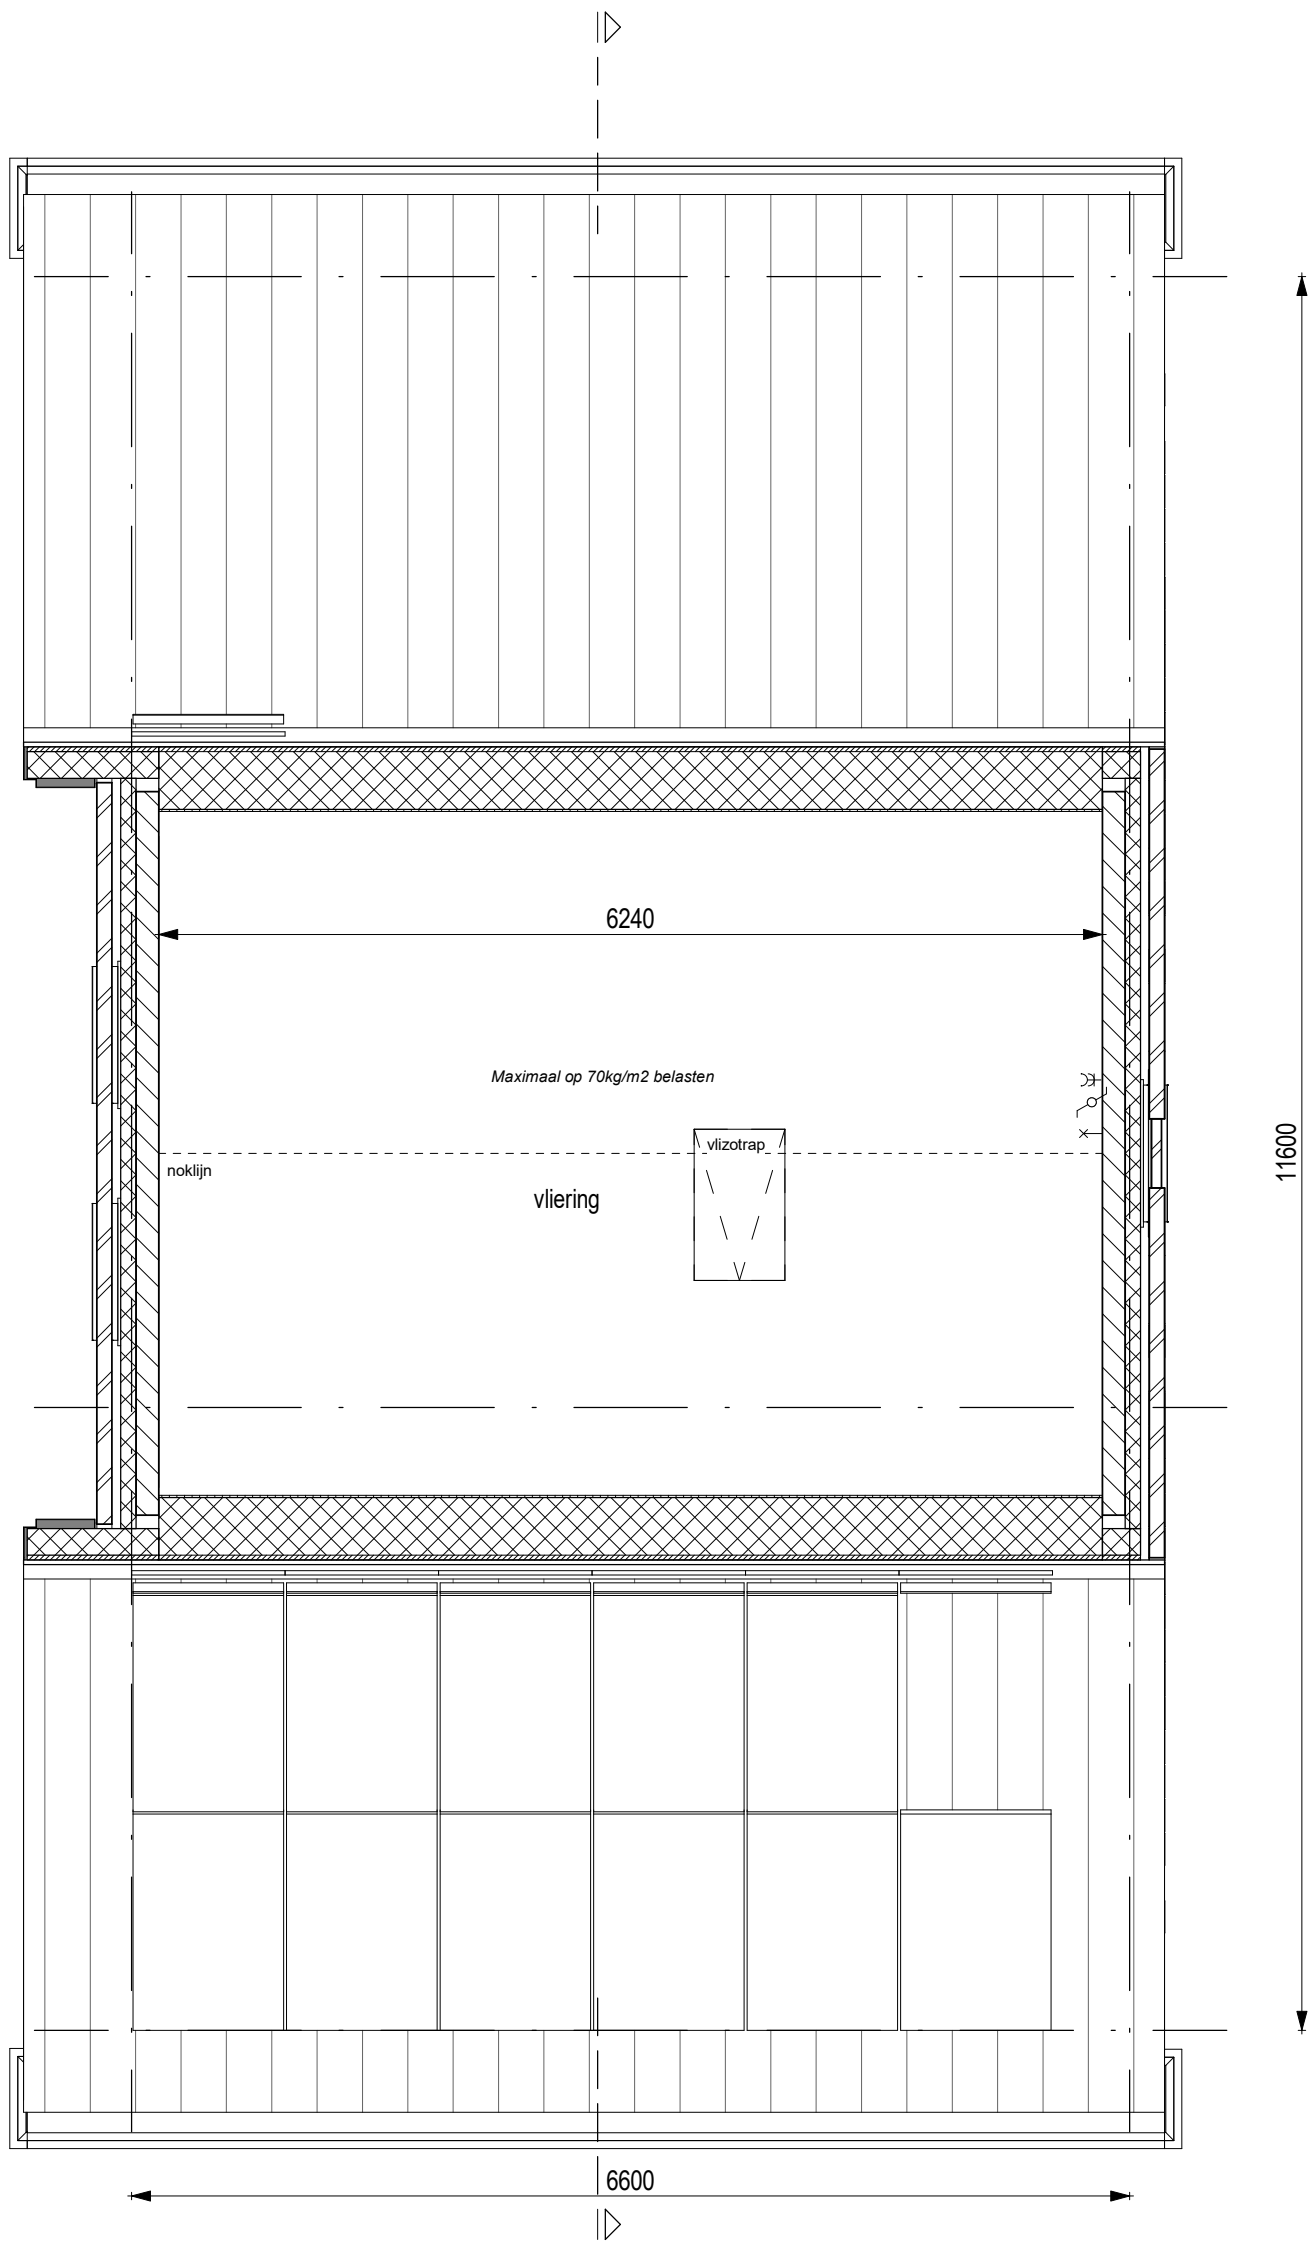 6240
Maximaal op 70kg/m2 belasten
vlizotrap
noklijn
vliering
11600
6600